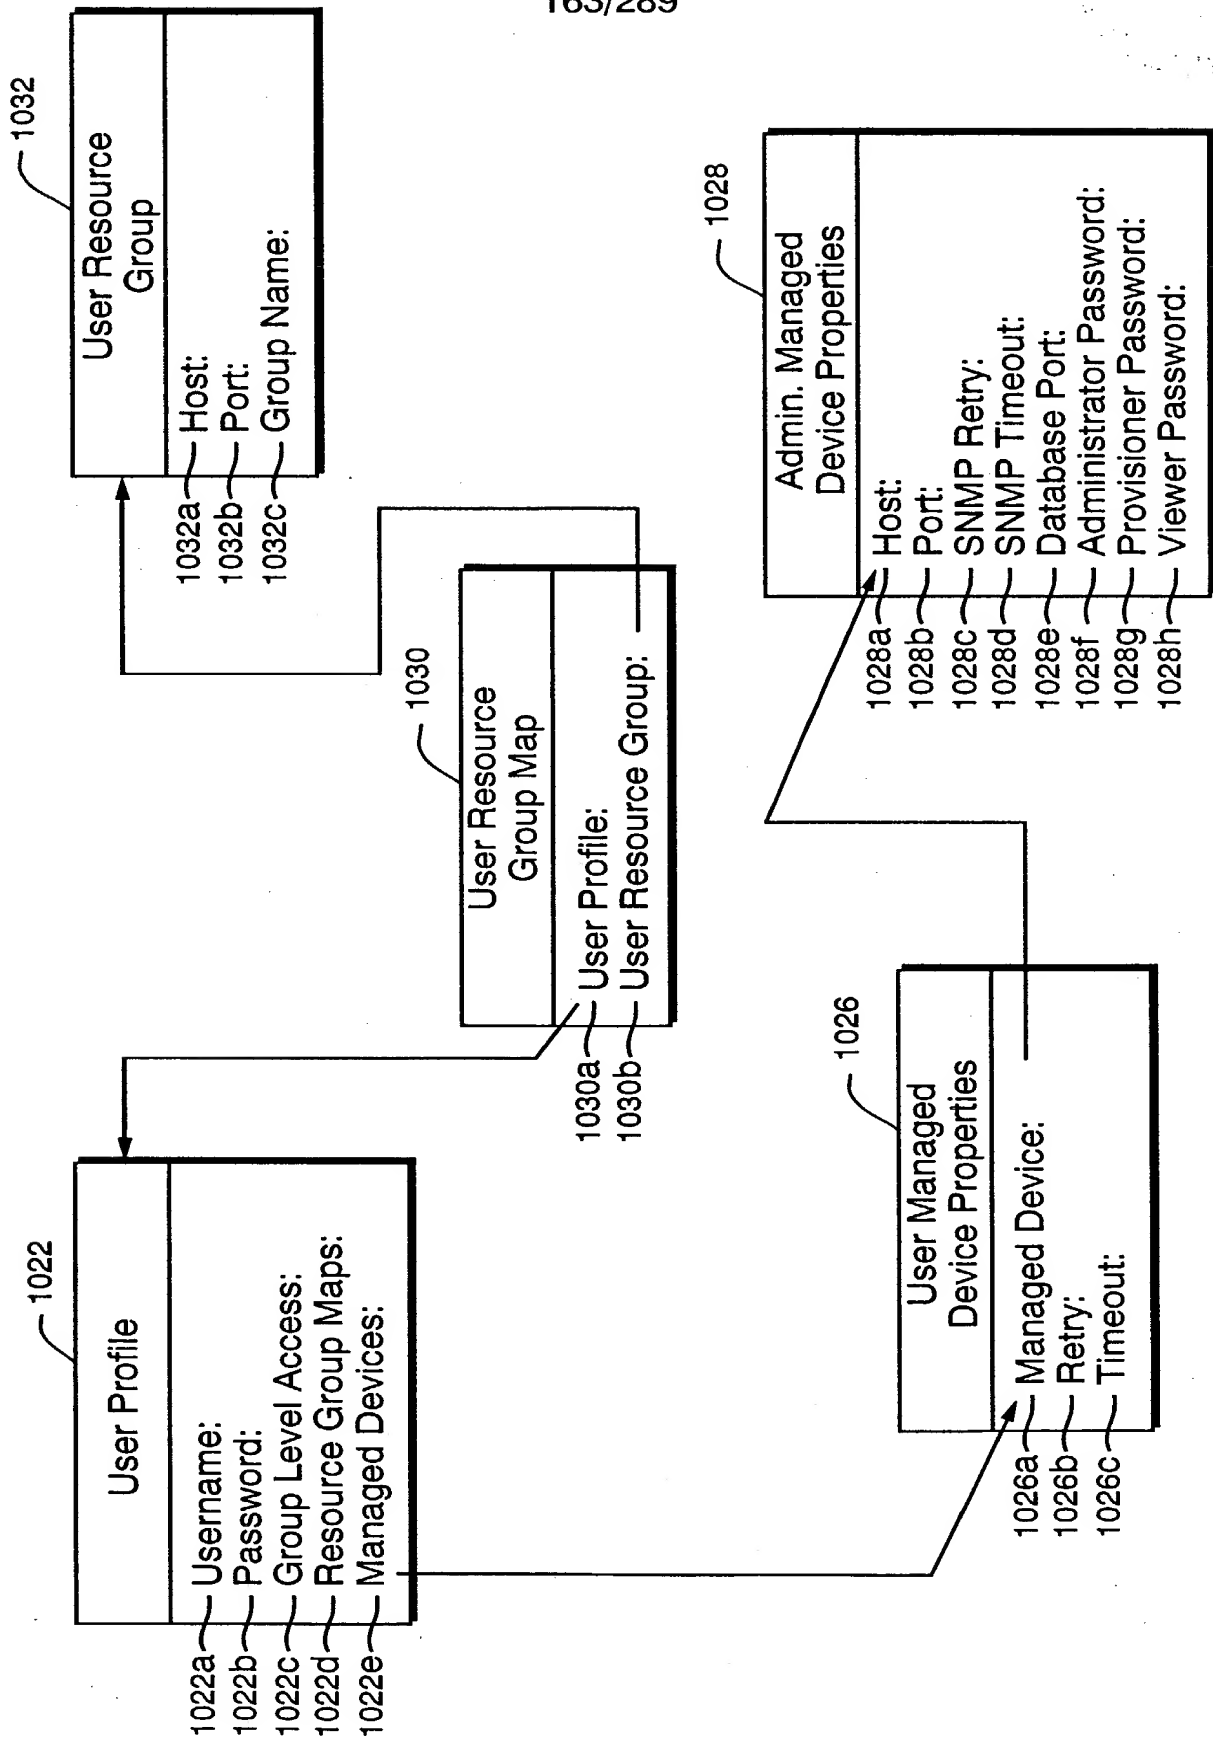 163/289
1022
User Profile
1022a
Username:
1022b
Password:
1022c
Group Level Access:
1022d
Resource Group Maps:
1022e
Managed Devices:
1030
User Resource
Group Map
1030a
User Profile:
1030b
User Resource Group:
1032
User Resource
Group
1032a
Host:
1032b
Port:
1032c
Group Name:
1026
User Managed
Device Properties
1026a
Managed Device:
1026b
Retry:
1026c
Timeout:
1028
Admin. Managed
Device Properties
1028a
Host:
1028b
Port:
1028c
SNMP Retry:
1028d
SNMP Timeout:
1028e
Database Port:
1028f
Administrator Password:
1028g
Provisioner Password:
1028h
Viewer Password: